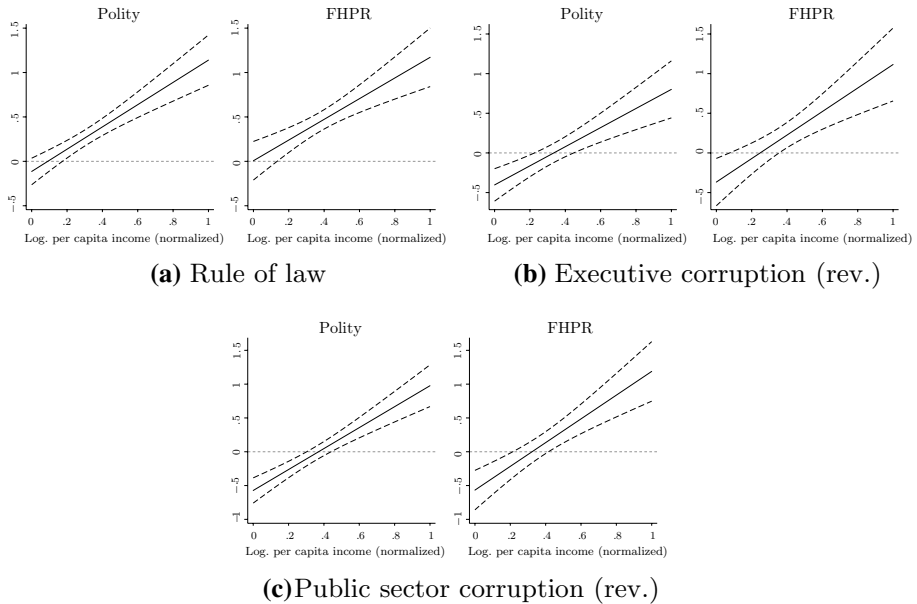 Polity
FHPR
−.5 0 .5 1 1.5
−.5 0 .5 1 1.5
0 .2 .4 .6 .8 1
0 .2 .4 .6 .8 1
Log. per capita income (normalized)
Log. per capita income (normalized)
(a) Rule of law
Polity
FHPR
−.5 0 .5 1 1.5
−.5 0 .5 1 1.5
0 .2 .4 .6 .8 1
0 .2 .4 .6 .8 1
Log. per capita income (normalized)
Log. per capita income (normalized)
(b) Executive corruption (rev.)
Polity
FHPR
−1 −.5 0 .5 1 1.5
−1 −.5 0 .5 1 1.5
0 .2 .4 .6 .8 1
0 .2 .4 .6 .8 1
Log. per capita income (normalized)
Log. per capita income (normalized)
(c)Public sector corruption (rev.)